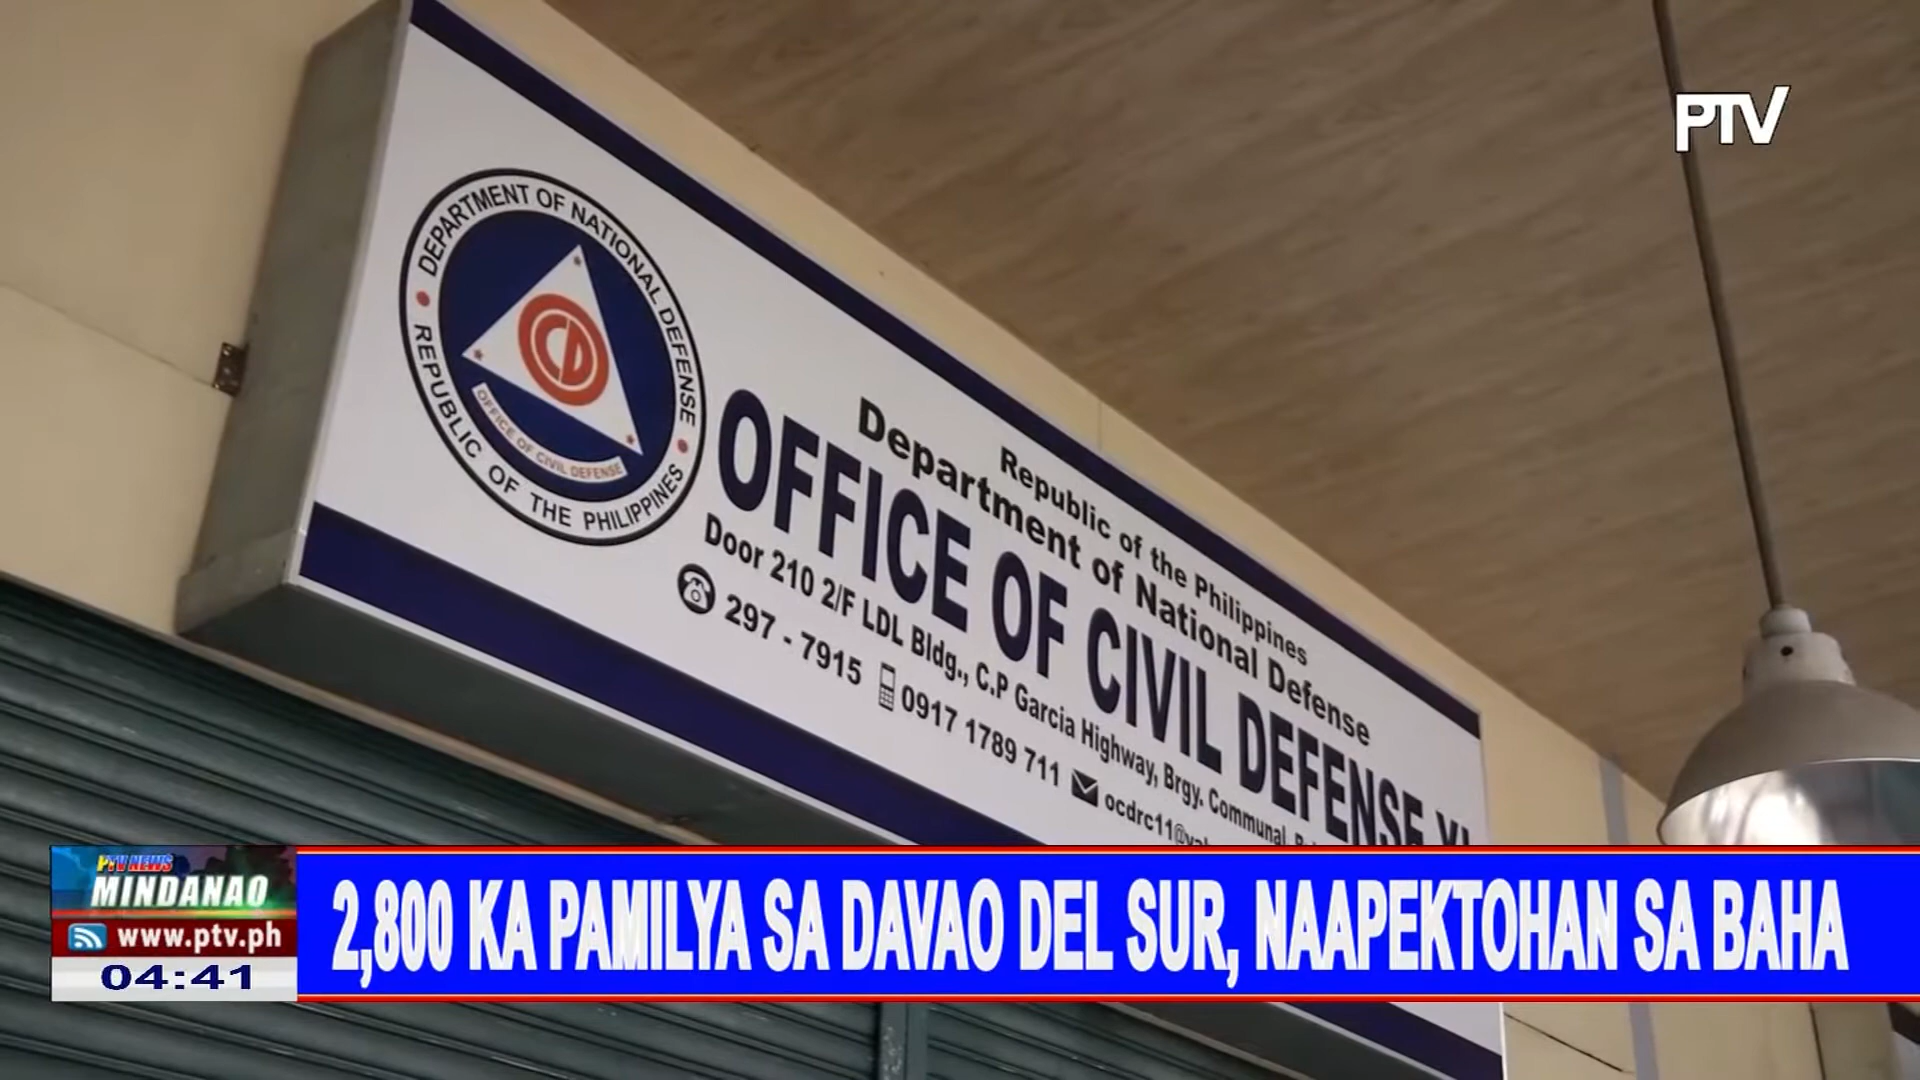 PTV
DEPARTMENT OF NATIONAL DEFENSE
REPUBLIC OF THE PHILIPPINES
OCD
OFFICE OF CIVIL DEFENSE
Republic of the Philippines
Department of National Defense
OFFICE OF CIVIL DEFENSE XI
Door 210 2/F LDL Bldg., C.P Garcia Highway, Brgy. Communal,
297 - 7915 0917 1789 711
PTV NEWS
MINDANAO
www.ptv.ph
04:41
2,800 KA PAMILYA SA DAVAO DEL SUR, NAAPEKTOHAN SA BAHA